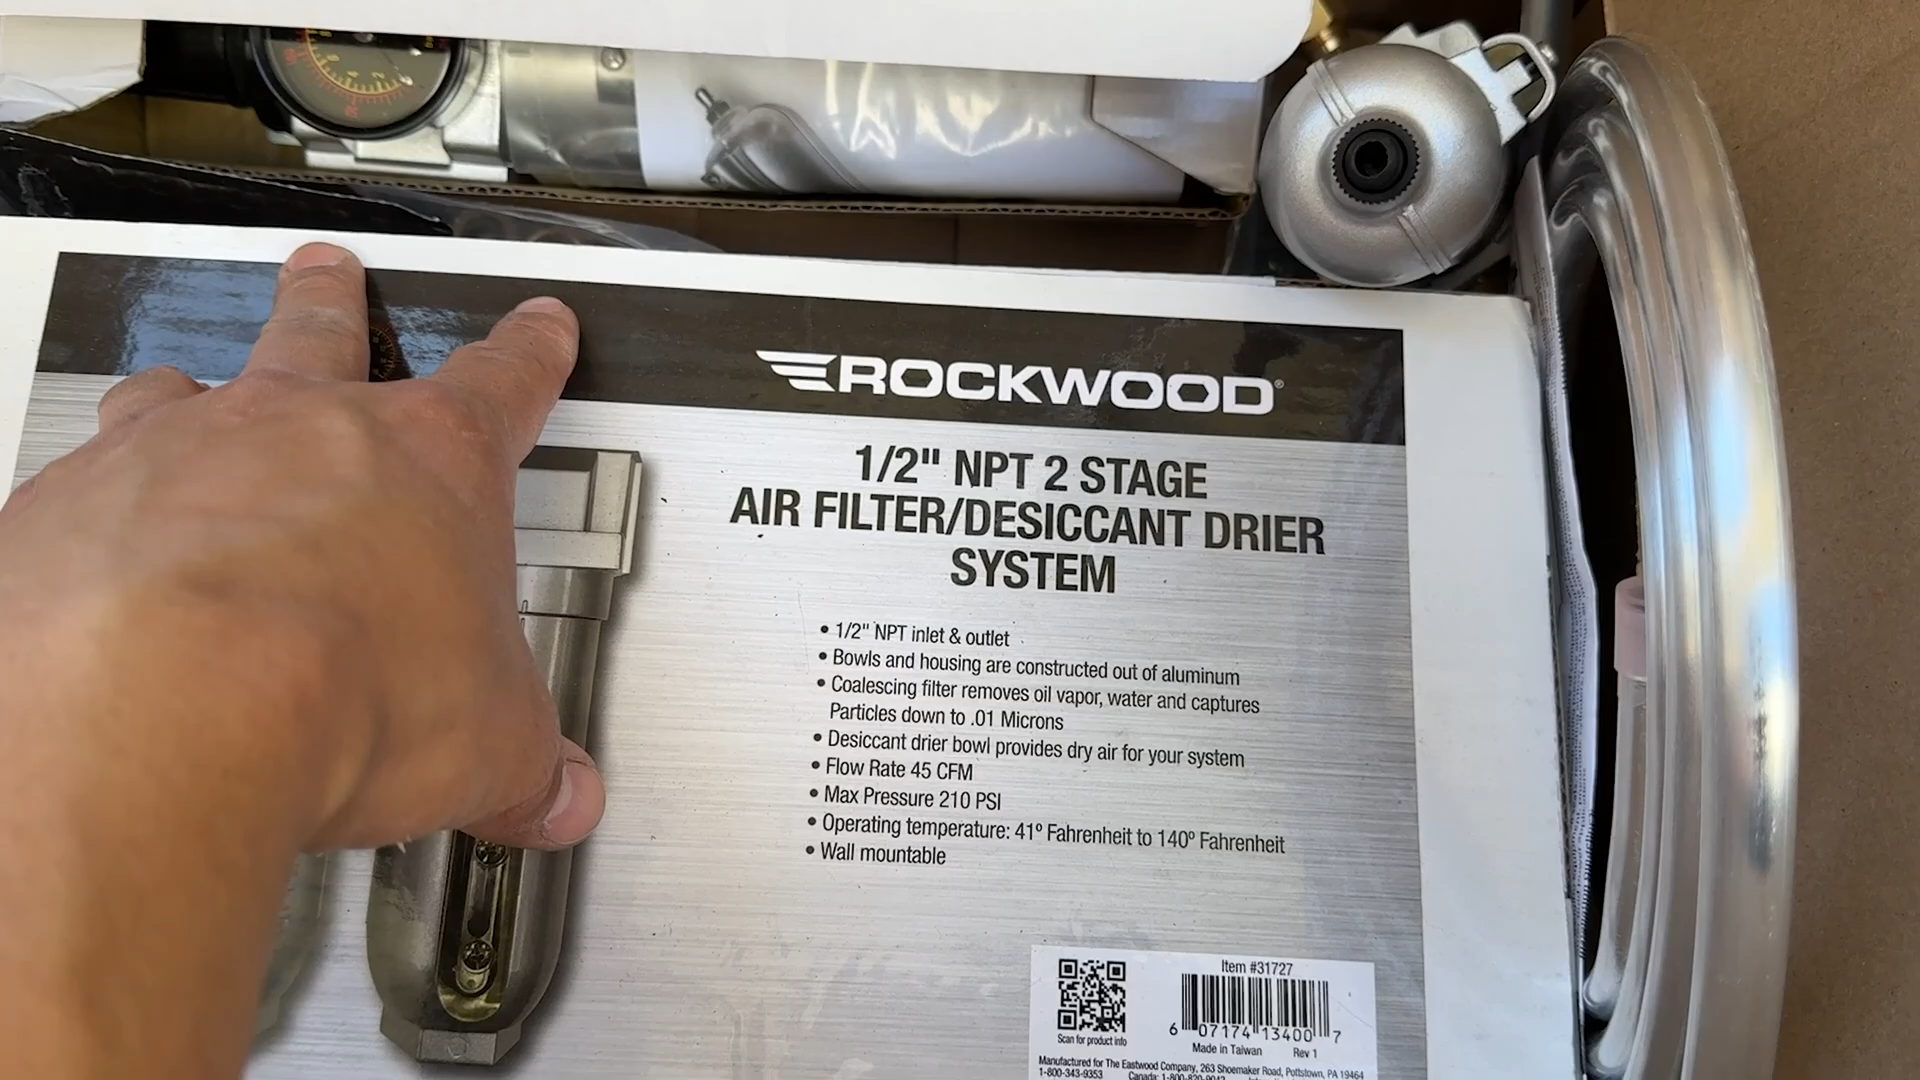 ROCKWOOD®
1/2" NPT 2 STAGE
AIR FILTER/DESICCANT DRIER
SYSTEM
• 1/2" NPT inlet & outlet
• Bowls and housing are constructed out of aluminum
• Coalescing filter removes oil vapor, water and captures
Particles down to .01 Microns
• Desiccant drier bowl provides dry air for your system
• Flow Rate 45 CFM
• Max Pressure 210 PSI
• Operating temperature: 41º Fahrenheit to 140º Fahrenheit
• Wall mountable
Item #31727
6 07174 13400 7
Scan for product info
Made in Taiwan Rev 1
Manufactured for The Eastwood Company, 263 Shoemaker Road, Pottstown, PA 19464
1-800-343-9353 Canada: